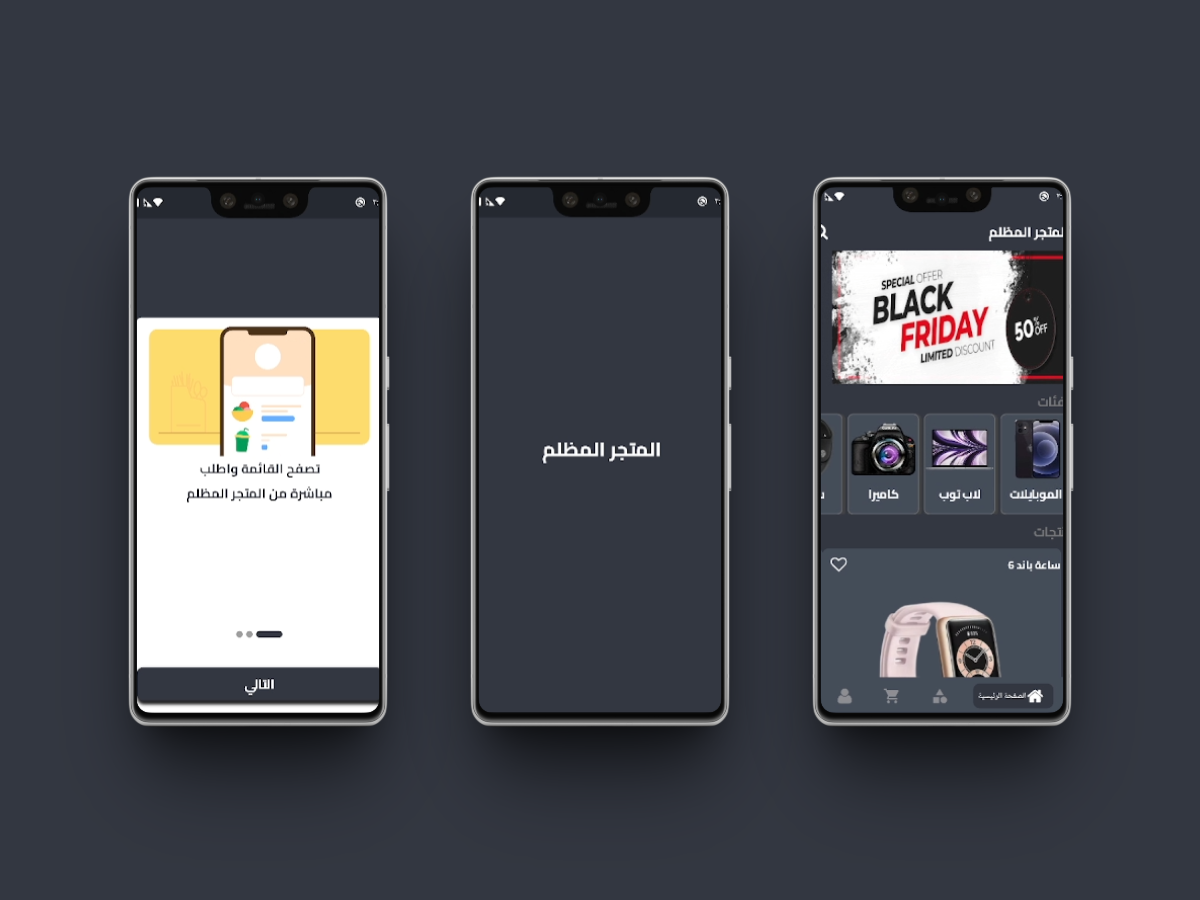 تصفح القائمة واطلب
مباشرة من المتجر المظلم
التالي
المتجر المظلم
المتجر المظلم
SPECIAL OFFER
BLACK
FRIDAY
LIMITED DISCOUNT
50% OFF
فئات
الموبايلات
لاب توب
كاميرا
تجات
ساعة باند 6
الصفحة الرئيسية